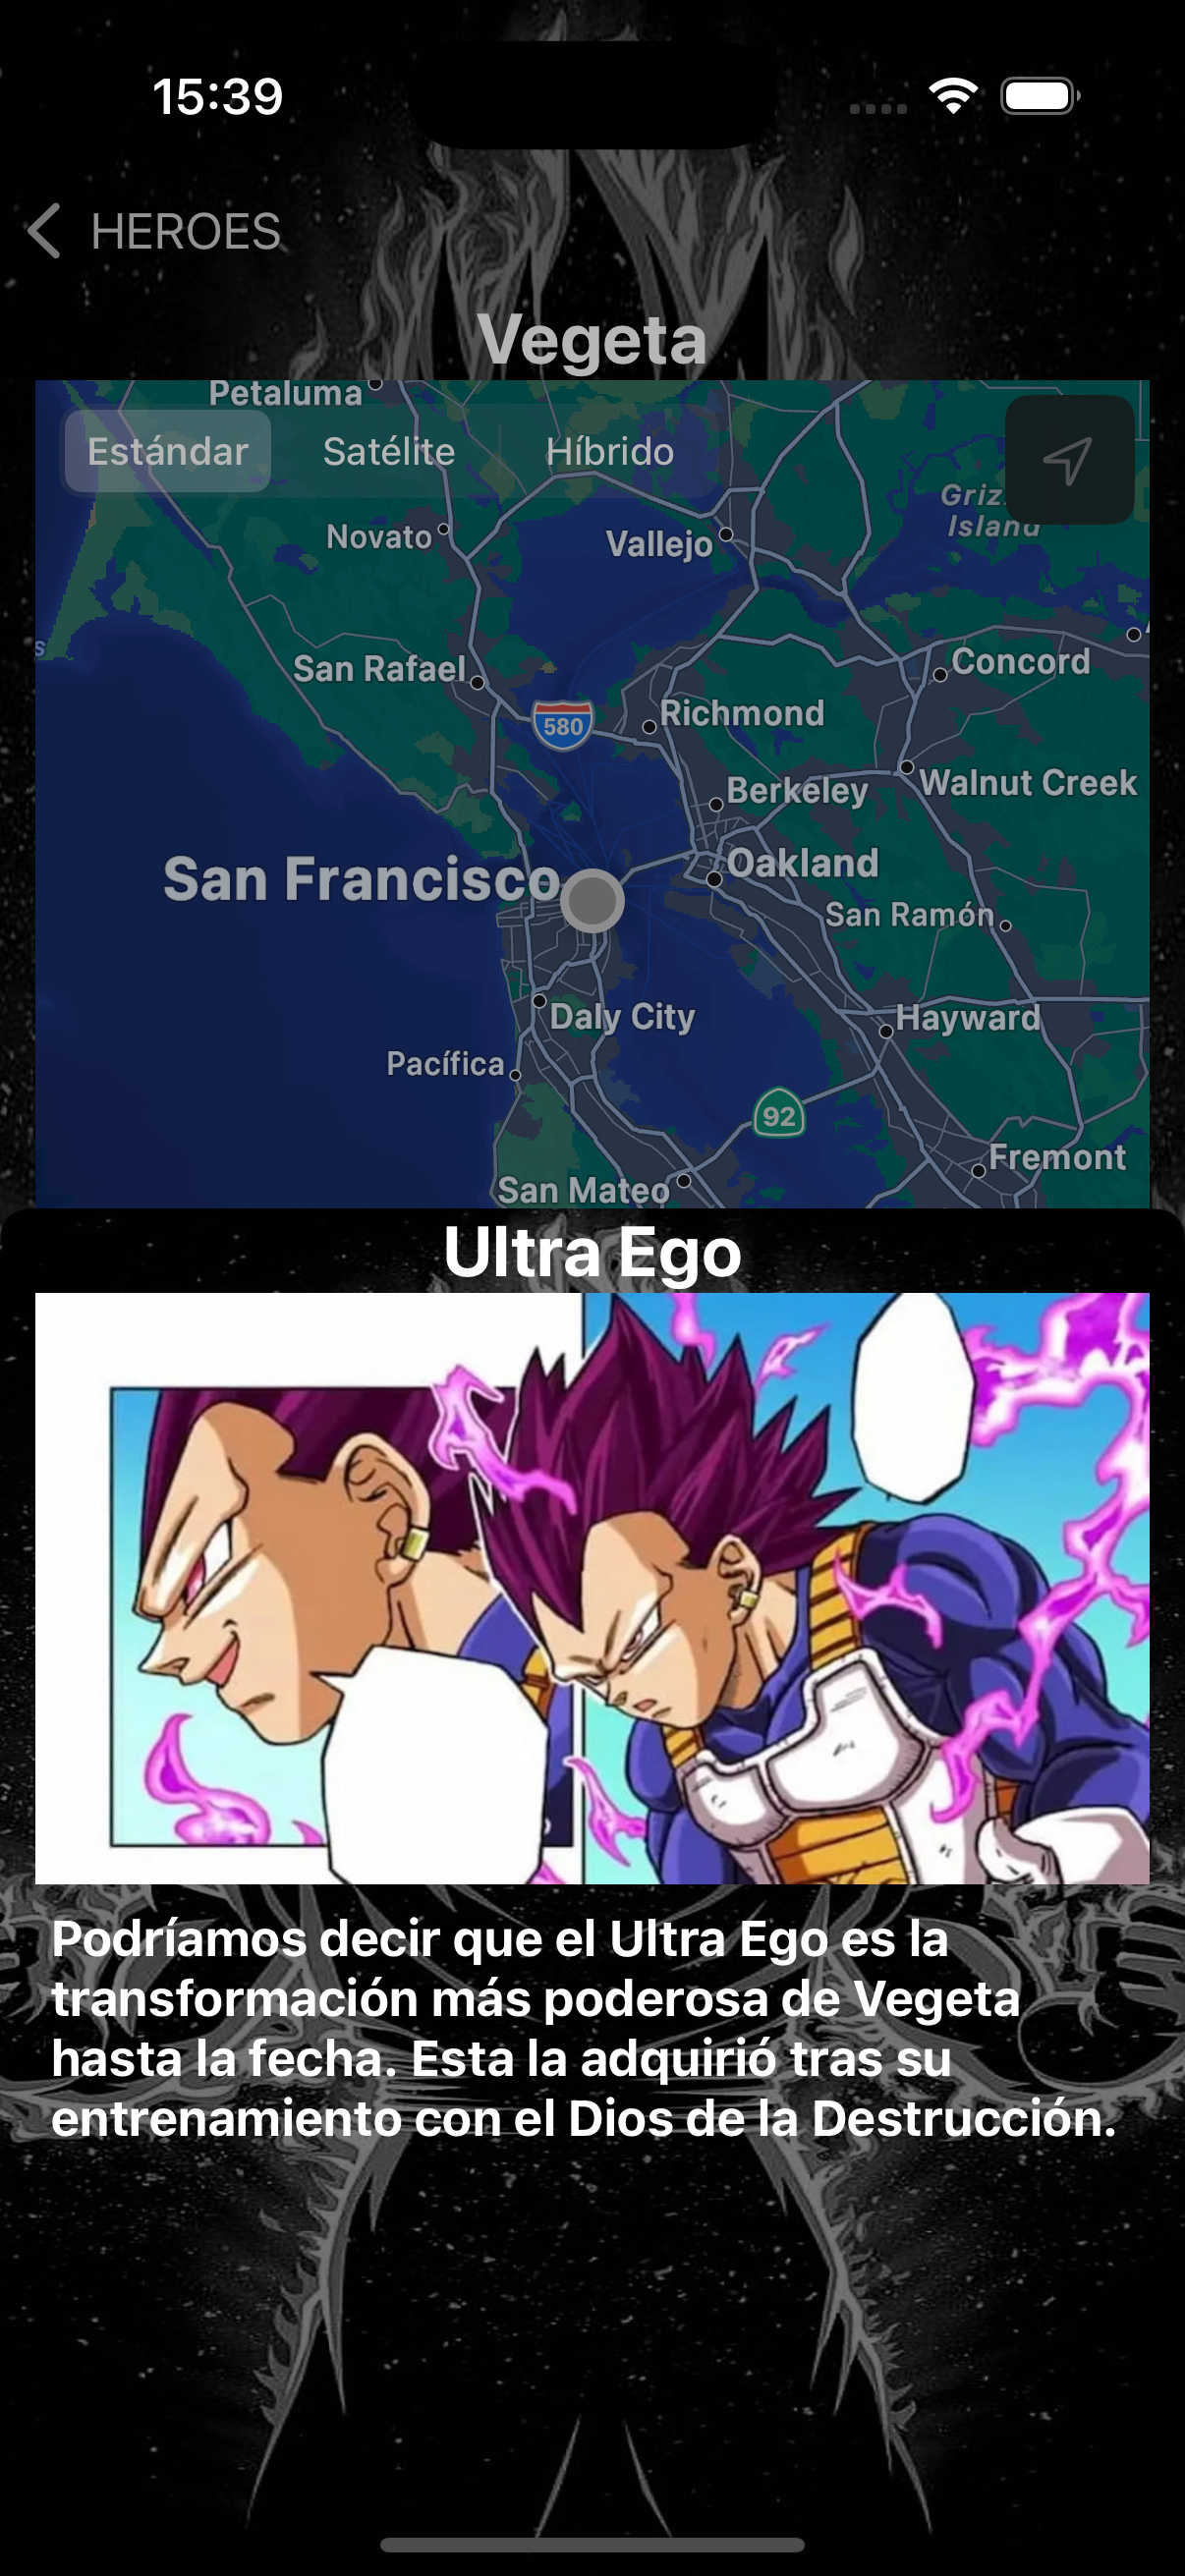 15:39
HEROES
Vegeta
Petaluma
Estándar Satélite Híbrido
Island
Novato
Vallejo
San Rafael
Concord
580
Richmond
Walnut Creek
Berkeley
Oakland
San Francisco
San Ramón
Daly City
Hayward
Pacífica
92
Fremont
San Mateo
Ultra Ego
Podríamos decir que el Ultra Ego es la
transformación más poderosa de Vegeta
hasta la fecha. Esta la adquirió tras su
entrenamiento con el Dios de la Destrucción.